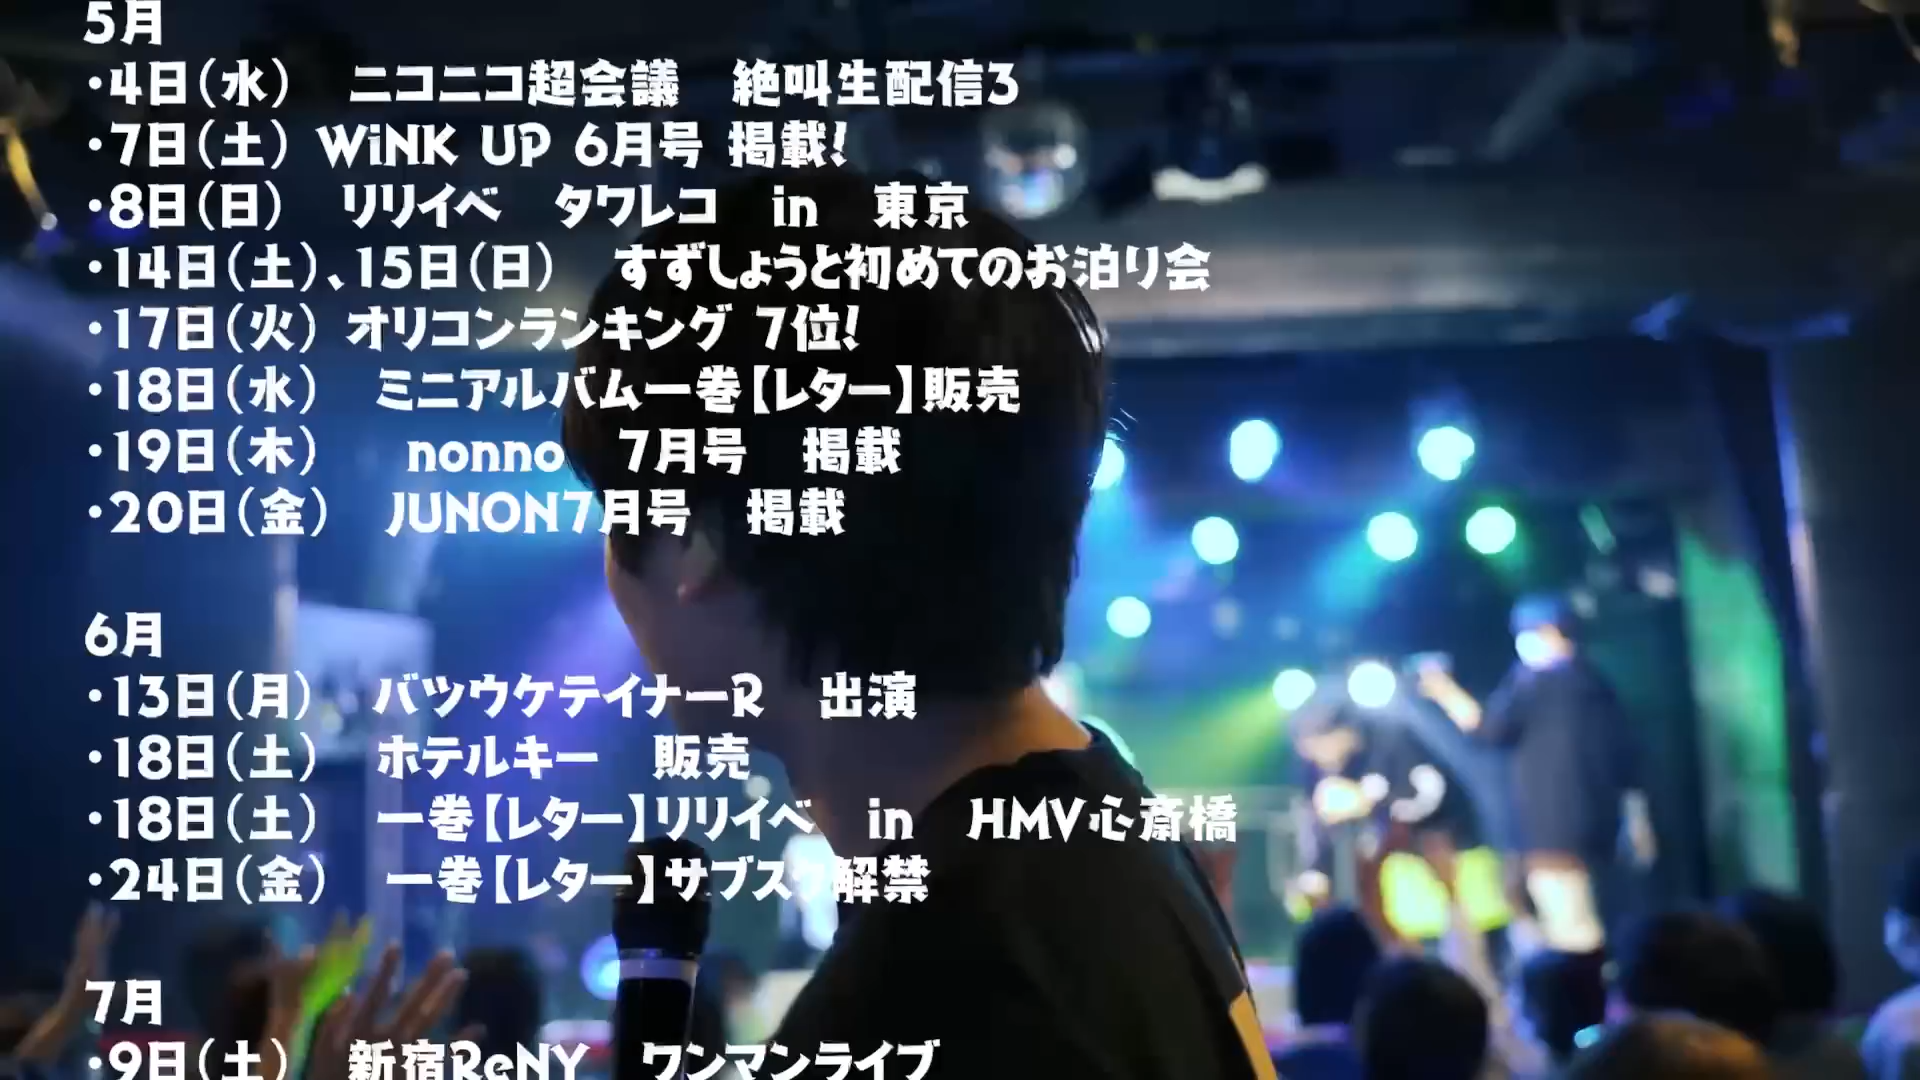 5月
・4日(水)　ニコニコ超会議　絶叫生配信3
・7日(土) WiNK UP 6月号 掲載!
・8日(日)　リリイベ　タワレコ　in　東京
・14日(土)、15日(日)　すずしょうと初めてのお泊り会
・17日(火) オリコンランキング 7位!
・18日(水)　ミニアルバム一巻【レター】販売
・19日(木)　nonno　7月号　掲載
・20日(金)　JUNON7月号　掲載
6月
・13日(月)　バツウケテイナーR　出演
・18日(土)　ホテルキー　販売
・18日(土)　一巻【レター】リリイベ　in　HMV心斎橋
・24日(金)　一巻【レター】サブスク解禁
7月
・9日(土)　新宿ReNY　ワンマンライブ